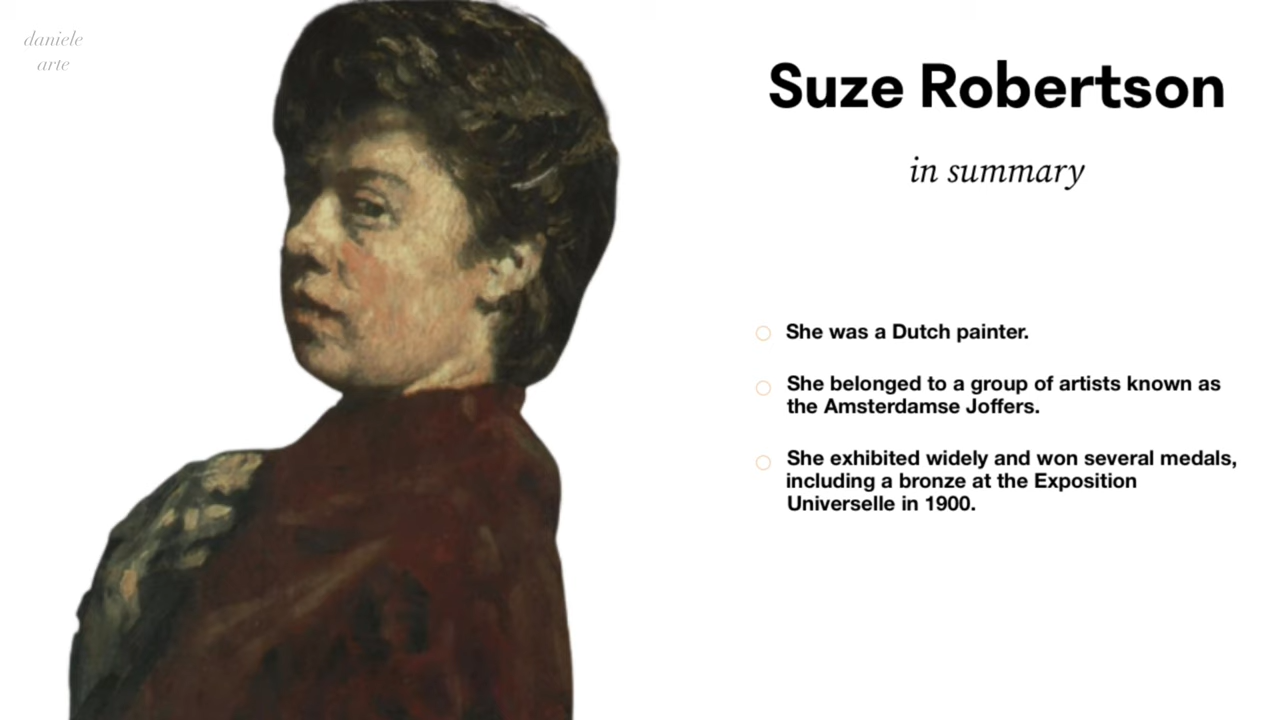 daniele
arte
Suze Robertson
in summary
She was a Dutch painter.
She belonged to a group of artists known as
the Amsterdamse Joffers.
She exhibited widely and won several medals,
including a bronze at the Exposition
Universelle in 1900.